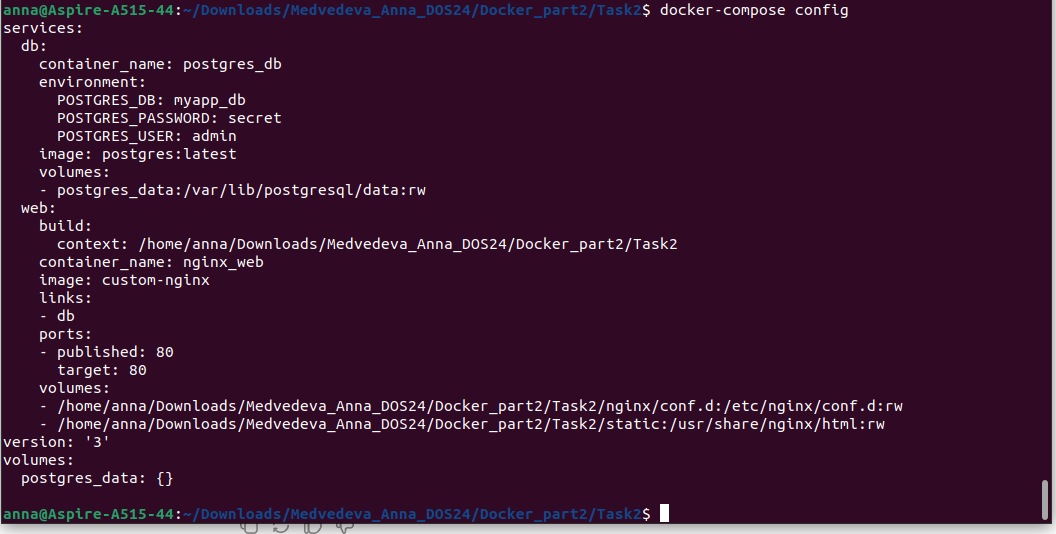 anna@Aspire-A515-44:~/Downloads/Medvedeva_Anna_DOS24/Docker_part2/Task2$ docker-compose config
services:
  db:
    container_name: postgres_db
    environment:
      POSTGRES_DB: myapp_db
      POSTGRES_PASSWORD: secret
      POSTGRES_USER: admin
    image: postgres:latest
    volumes:
    - postgres_data:/var/lib/postgresql/data:rw
  web:
    build:
      context: /home/anna/Downloads/Medvedeva_Anna_DOS24/Docker_part2/Task2
    container_name: nginx_web
    image: custom-nginx
    links:
    - db
    ports:
    - published: 80
      target: 80
    volumes:
    - /home/anna/Downloads/Medvedeva_Anna_DOS24/Docker_part2/Task2/nginx/conf.d:/etc/nginx/conf.d:rw
    - /home/anna/Downloads/Medvedeva_Anna_DOS24/Docker_part2/Task2/static:/usr/share/nginx/html:rw
version: '3'
volumes:
  postgres_data: {}
anna@Aspire-A515-44:~/Downloads/Medvedeva_Anna_DOS24/Docker_part2/Task2$